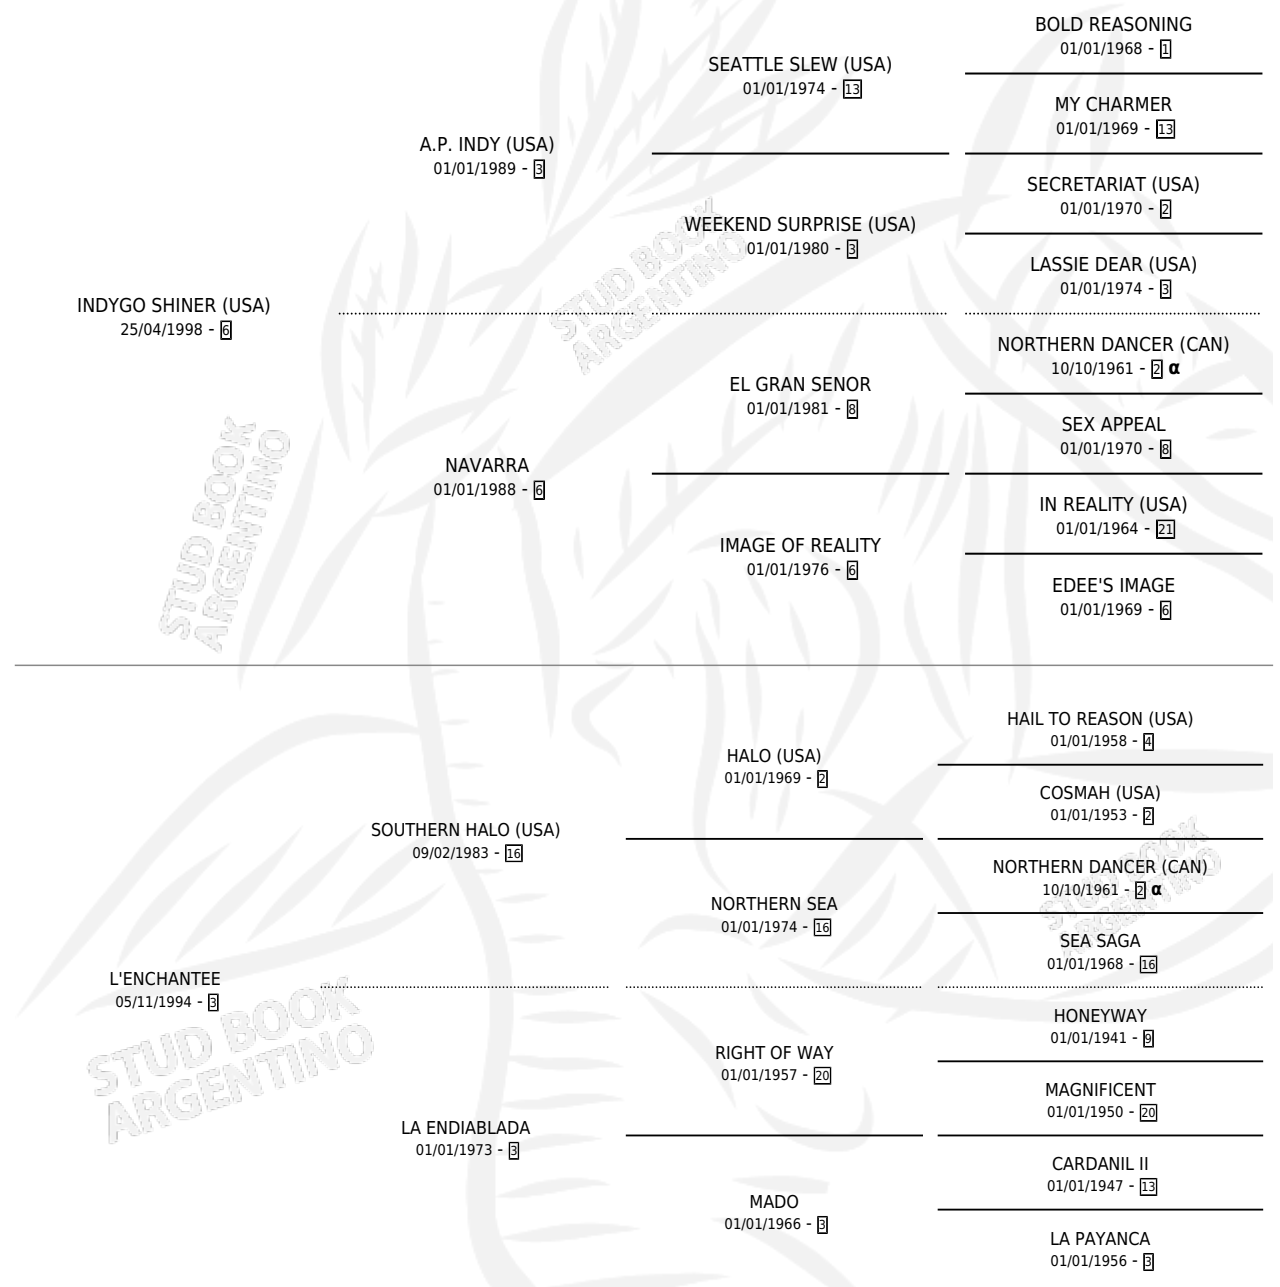 BOLD REASONING
01/01/1968 - 1
SEATTLE SLEW (USA)
01/01/1974 - 13
MY CHARMER
01/01/1969 - 13
A.P. INDY (USA)
01/01/1989 - 3
SECRETARIAT (USA)
01/01/1970 - 2
WEEKEND SURPRISE (USA)
01/01/1980 - 3
LASSIE DEAR (USA)
01/01/1974 - 3
INDYGO SHINER (USA)
25/04/1998 - 6
NORTHERN DANCER (CAN)
10/10/1961 - 2 α
EL GRAN SENOR
01/01/1981 - 8
SEX APPEAL
01/01/1970 - 8
NAVARRA
01/01/1988 - 6
IN REALITY (USA)
01/01/1964 - 21
IMAGE OF REALITY
01/01/1976 - 6
EDEE'S IMAGE
01/01/1969 - 6
HAIL TO REASON (USA)
01/01/1958 - 4
HALO (USA)
01/01/1969 - 2
COSMAH (USA)
01/01/1953 - 2
SOUTHERN HALO (USA)
09/02/1983 - 16
NORTHERN DANCER (CAN)
10/10/1961 - 2 α
NORTHERN SEA
01/01/1974 - 16
SEA SAGA
01/01/1968 - 16
L'ENCHANTEE
05/11/1994 - 3
HONEYWAY
01/01/1941 - 9
RIGHT OF WAY
01/01/1957 - 20
MAGNIFICENT
01/01/1950 - 20
LA ENDIABLADA
01/01/1973 - 3
CARDANIL II
01/01/1947 - 13
MADO
01/01/1966 - 3
LA PAYANCA
01/01/1956 - 3
STUD BOOK
ARGENTINO
STUD BOOK
ARGENTINO
STUD BOOK
ARGENTINO
STUD BOOK
ARGENTINO